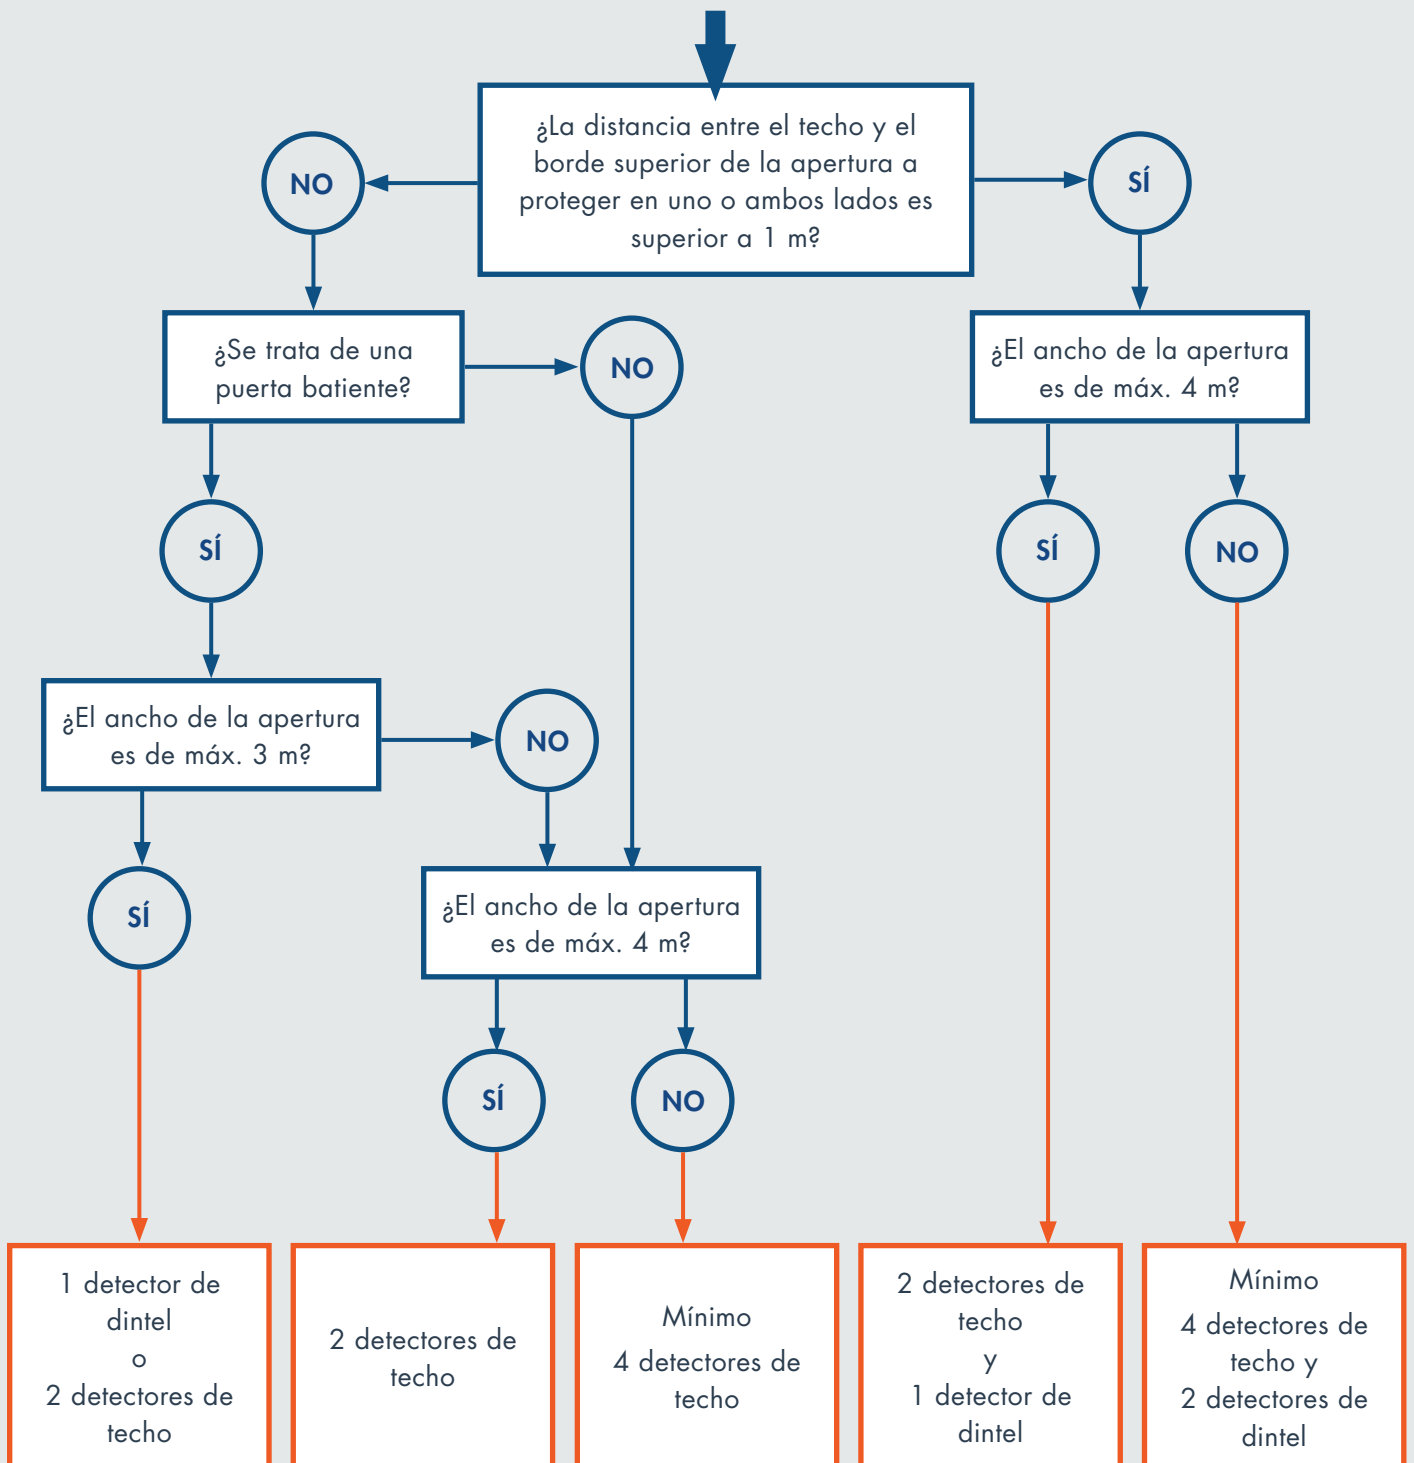 ¿La distancia entre el techo y el
borde superior de la apertura a
proteger en uno o ambos lados es
superior a 1 m?
NO
SÍ
¿Se trata de una
puerta batiente?
NO
¿El ancho de la apertura
es de máx. 4 m?
SÍ
SÍ
NO
¿El ancho de la apertura
es de máx. 3 m?
NO
SÍ
¿El ancho de la apertura
es de máx. 4 m?
SÍ
NO
1 detector de
dintel
o
2 detectores de
techo
2 detectores de
techo
Mínimo
4 detectores de
techo
2 detectores de
techo
y
1 detector de
dintel
Mínimo
4 detectores de
techo y
2 detectores de
dintel